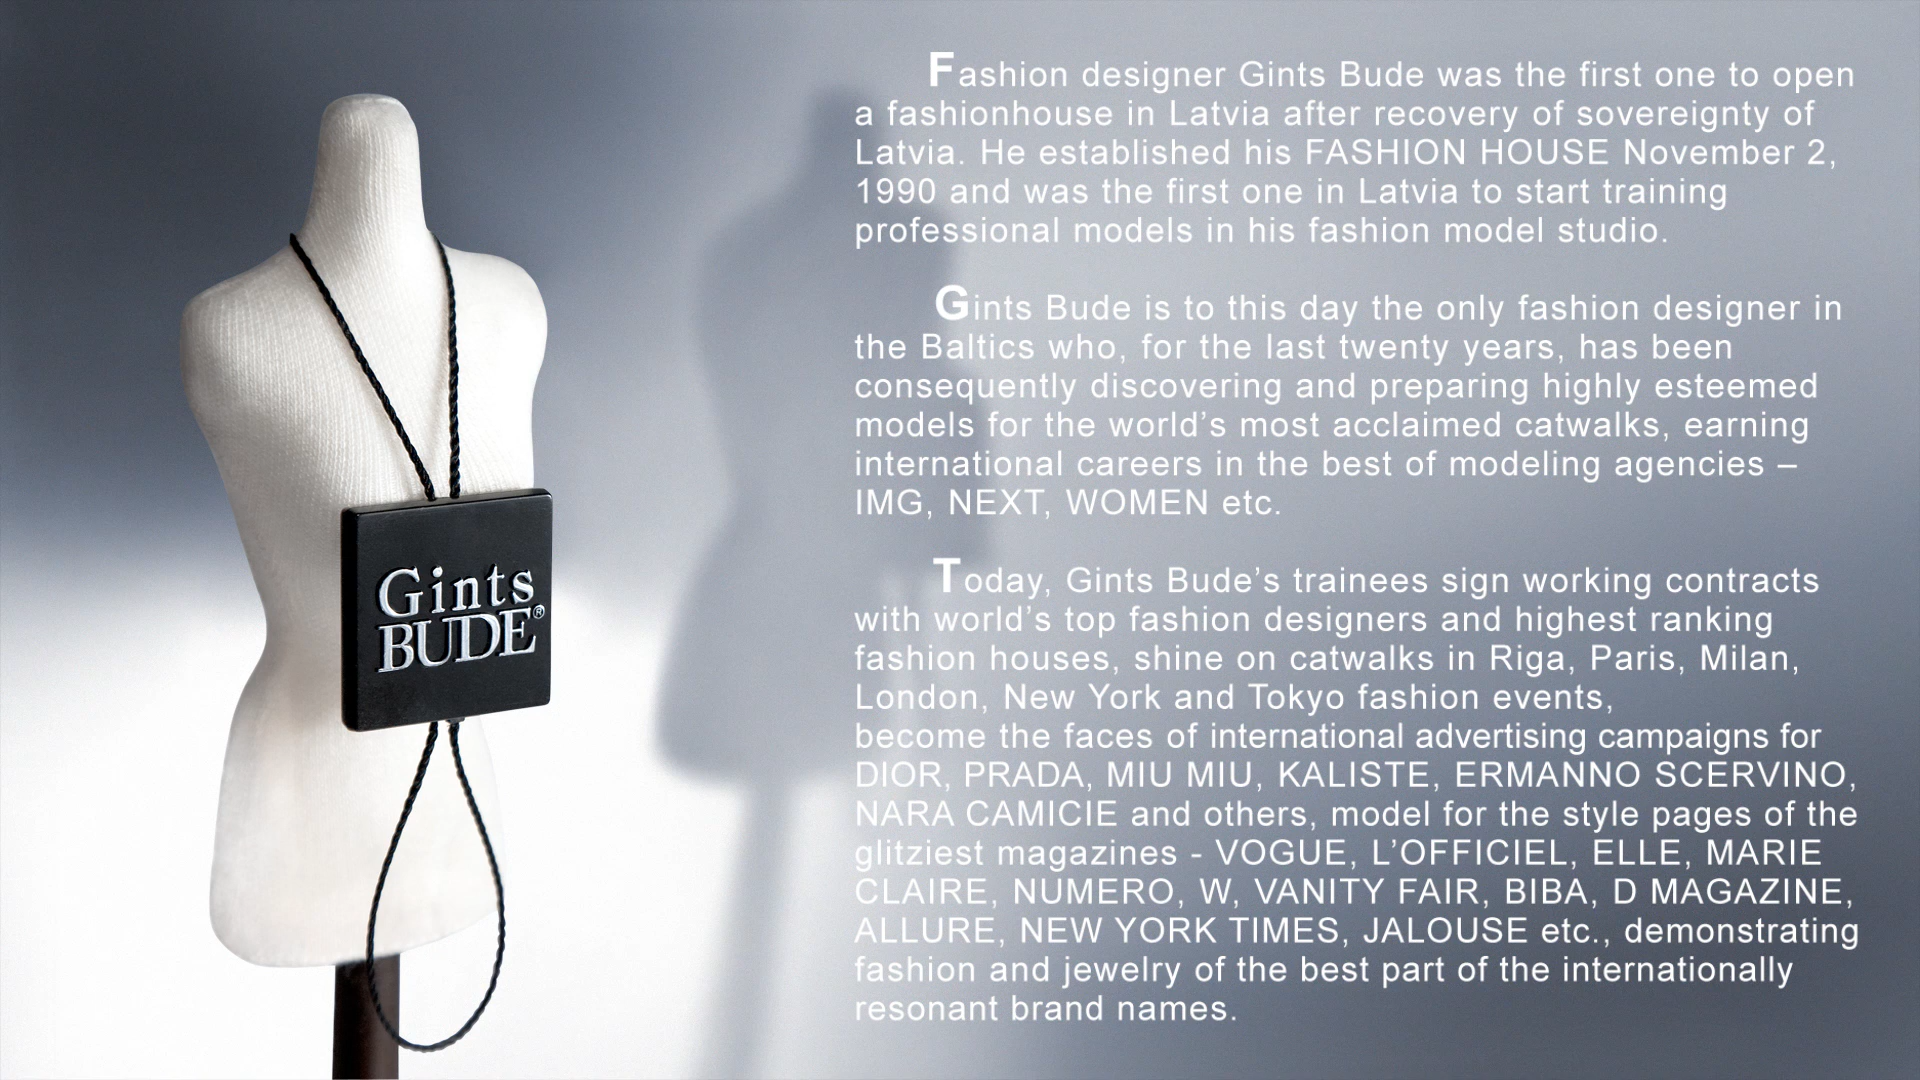 Gints
BUDE®
Fashion designer Gints Bude was the first one to open
a fashionhouse in Latvia after recovery of sovereignty of
Latvia. He established his FASHION HOUSE November 2,
1990 and was the first one in Latvia to start training
professional models in his fashion model studio.
Gints Bude is to this day the only fashion designer in
the Baltics who, for the last twenty years, has been
consequently discovering and preparing highly esteemed
models for the world’s most acclaimed catwalks, earning
international careers in the best of modeling agencies –
IMG, NEXT, WOMEN etc.
Today, Gints Bude’s trainees sign working contracts
with world’s top fashion designers and highest ranking
fashion houses, shine on catwalks in Riga, Paris, Milan,
London, New York and Tokyo fashion events,
become the faces of international advertising campaigns for
DIOR, PRADA, MIU MIU, KALISTE, ERMANNO SCERVINO,
NARA CAMICIE and others, model for the style pages of the
glitziest magazines - VOGUE, L’OFFICIEL, ELLE, MARIE
CLAIRE, NUMERO, W, VANITY FAIR, BIBA, D MAGAZINE,
ALLURE, NEW YORK TIMES, JALOUSE etc., demonstrating
fashion and jewelry of the best part of the internationally
resonant brand names.